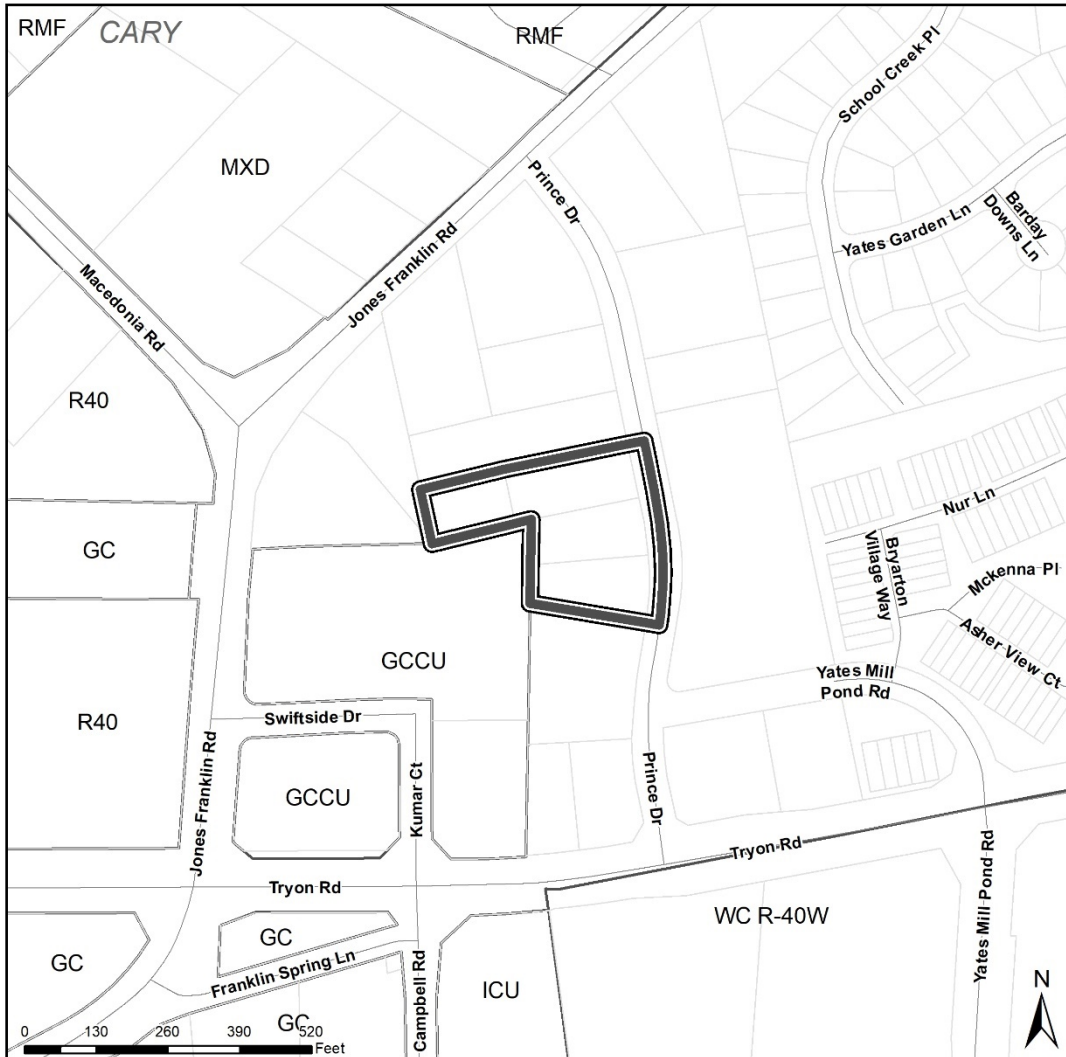 RMF
CARY
RMF
School Creek Pl
MXD
Prince Dr
Barday
Downs Ln
Yates Garden Ln
Jones Franklin Rd
Macedonia Rd
R40
Nur Ln
GC
Bryarton
Village Way
Mckenna Pl
Asher View Ct
GCCU
Yates Mill
Pond Rd
R40
Swiftside Dr
Jones Franklin Rd
GCCU
Kumar Ct
Prince Dr
Tryon Rd
Tryon Rd
WC R-40W
Yates Mill Pond Rd
GC
GC
Franklin Spring Ln
Campbell Rd
ICU
N
GC
0 130 260 390 520
Feet